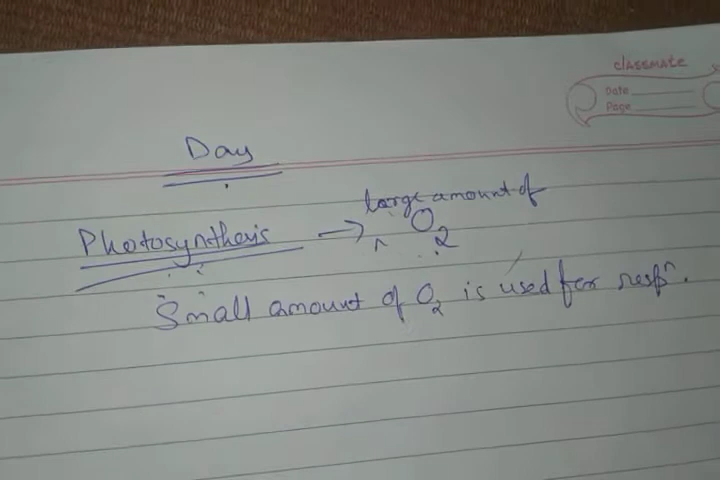 classmate
Date
Page
Day
large amount of
Photosynthesis → O₂
Small amount of O₂ is used for respⁿ.